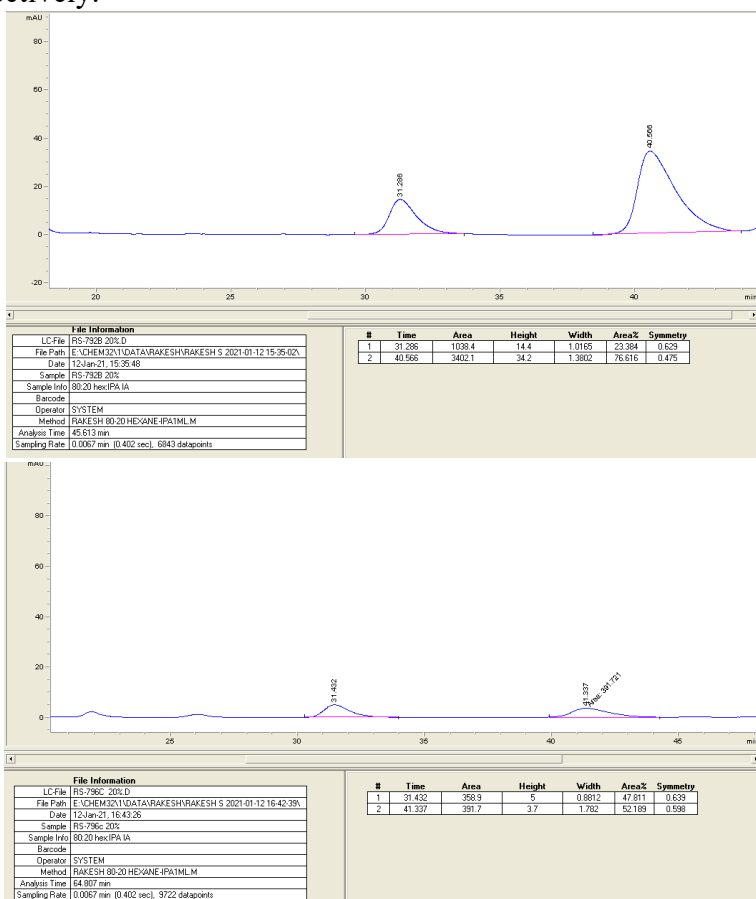 ctively.
mAU
80
60
40
20
0
-20
31.286
40.566
20 25 30 35 40 min
File Information
LC-File RS-792B 20%.D
File Path E:\CHEM32\1\DATA\RAKESH\RAKESH S 2021-01-12 15-35-02\
Date 12-Jan-21, 15:35:48
Sample RS-792B 20%
Sample Info 80:20 hex:IPA IA
Barcode
Operator SYSTEM
Method RAKESH 80-20 HEXANE-IPA1ML.M
Analysis Time 45.613 min
Sampling Rate 0.0067 min (0.402 sec), 6843 datapoints
# Time Area Height Width Area% Symmetry
1 31.286 1038.4 14.4 1.0165 23.384 0.629
2 40.566 3402.1 34.2 1.3802 76.616 0.475
mAU
80
60
40
20
0
31.432
41.337
Area: 391.721
25 30 35 40 45 mi
File Information
LC-File RS-796C 20%.D
File Path E:\CHEM32\1\DATA\RAKESH\RAKESH S 2021-01-12 16-42-39\
Date 12-Jan-21, 16:43:26
Sample RS-796c 20%
Sample Info 80:20 hex:IPA IA
Barcode
Operator SYSTEM
Method RAKESH 80-20 HEXANE-IPA1ML.M
Analysis Time 64.807 min
Sampling Rate 0.0067 min (0.402 sec), 9722 datapoints
# Time Area Height Width Area% Symmetry
1 31.432 358.9 5 0.8812 47.811 0.639
2 41.337 391.7 3.7 1.782 52.189 0.598